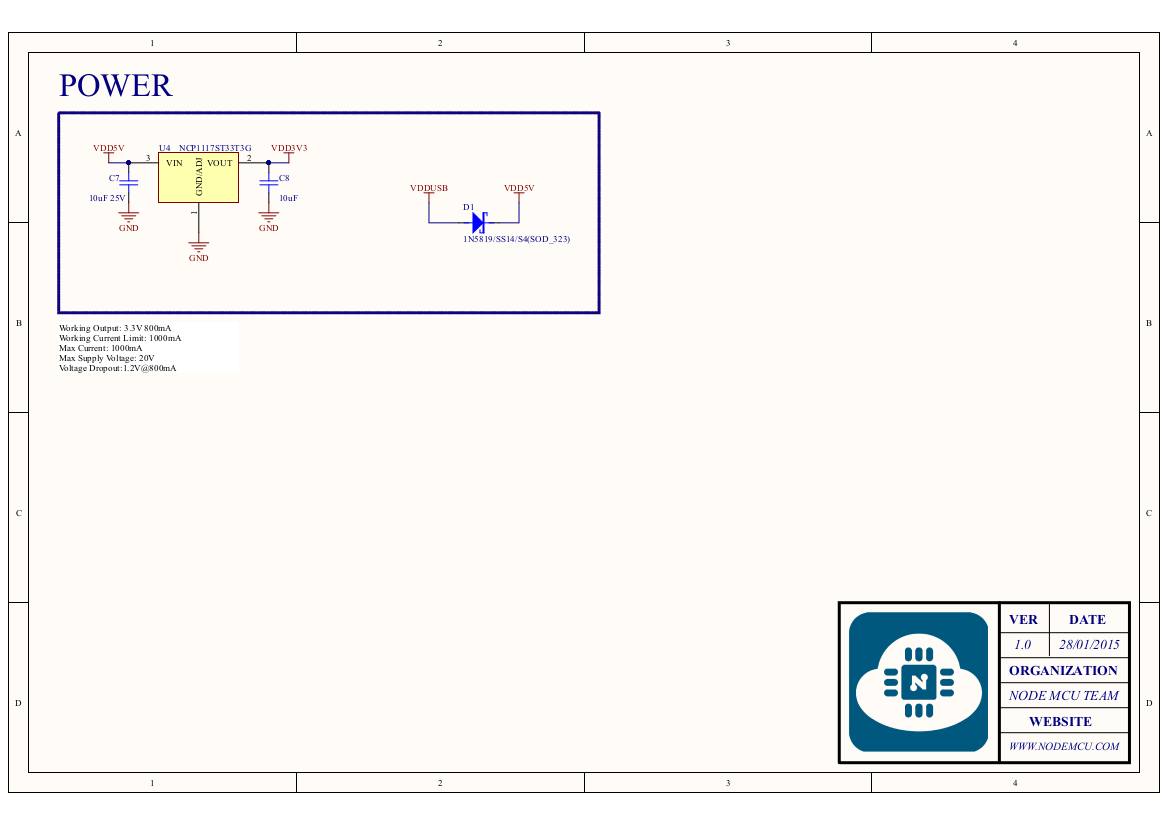 1 2 3 4
POWER
A A
VDD5V U4 NCP1117ST33T3G VDD3V3
3 VIN GND/ADJ VOUT 2
C7 C8
10uF 25V 10uF
1
GND GND
GND
VDDUSB VDD5V
D1
1N5819/SS14/S4(SOD_323)
B B
Working Output: 3.3V 800mA
Working Current Limit: 1000mA
Max Current: 1000mA
Max Supply Voltage: 20V
Voltage Dropout:1.2V@800mA
C C
VER DATE
1.0 28/01/2015
ORGANIZATION
NODE MCU TEAM
WEBSITE
WWW.NODEMCU.COM
N
D D
1 2 3 4